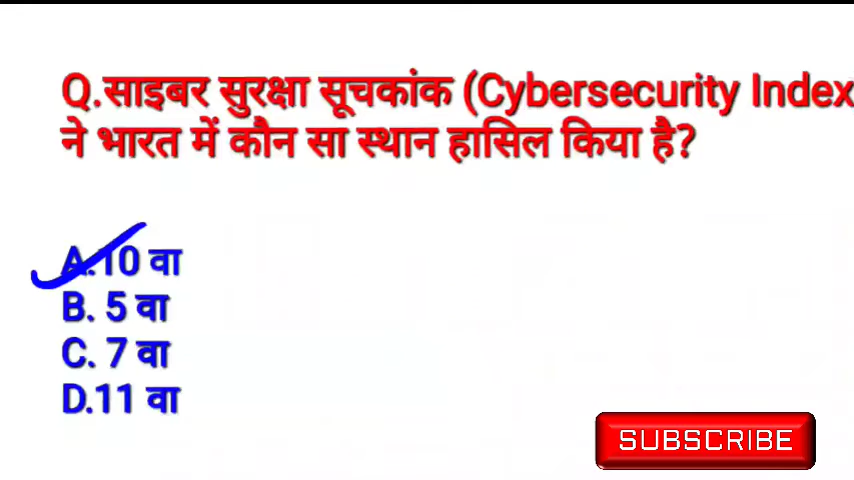 Q.साइबर सुरक्षा सूचकांक (Cybersecurity Index
ने भारत में कौन सा स्थान हासिल किया है?
A.10 वा
B. 5 वा
C. 7 वा
D.11 वा
SUBSCRIBE